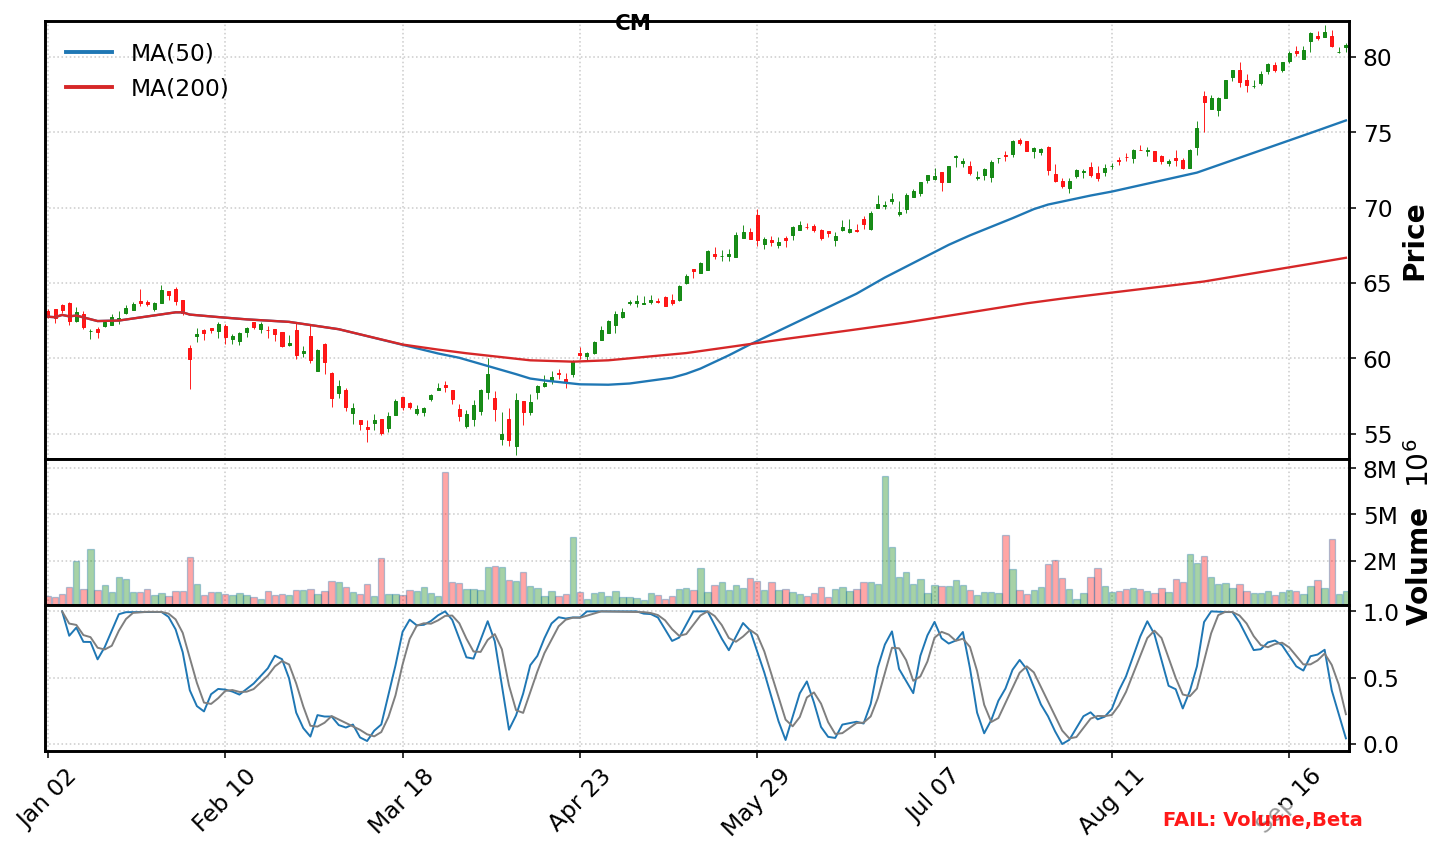 CM
MA(50)
MA(200)
80
75
70
65
60
55
Price
8M
5M
2M
Volume 10^6
1.0
0.5
0.0
Jan 02
Feb 10
Mar 18
Apr 23
May 29
Jul 07
Aug 11
Sep 16
FAIL: Volume,Beta